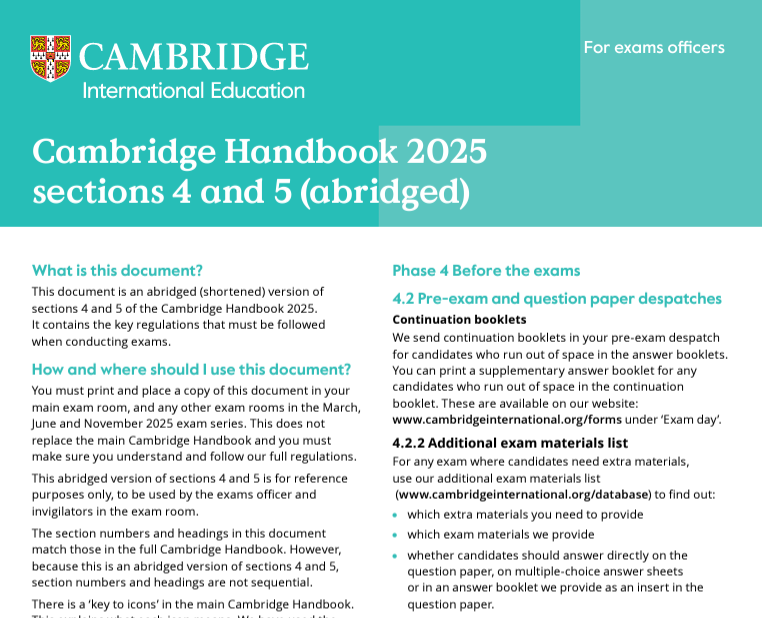 CAMBRIDGE
International Education
For exams officers
Cambridge Handbook 2025
sections 4 and 5 (abridged)
What is this document?
This document is an abridged (shortened) version of
sections 4 and 5 of the Cambridge Handbook 2025.
It contains the key regulations that must be followed
when conducting exams.
How and where should I use this document?
You must print and place a copy of this document in your
main exam room, and any other exam rooms in the March,
June and November 2025 exam series. This does not
replace the main Cambridge Handbook and you must
make sure you understand and follow our full regulations.
This abridged version of sections 4 and 5 is for reference
purposes only, to be used by the exams officer and
invigilators in the exam room.
The section numbers and headings in this document
match those in the full Cambridge Handbook. However,
because this is an abridged version of sections 4 and 5,
section numbers and headings are not sequential.
There is a ‘key to icons’ in the main Cambridge Handbook.
Phase 4 Before the exams
4.2 Pre-exam and question paper despatches
Continuation booklets
We send continuation booklets in your pre-exam despatch
for candidates who run out of space in the answer booklets.
You can print a supplementary answer booklet for any
candidates who run out of space in the continuation
booklet. These are available on our website:
www.cambridgeinternational.org/forms under ‘Exam day’.
4.2.2 Additional exam materials list
For any exam where candidates need extra materials,
use our additional exam materials list
(www.cambridgeinternational.org/database) to find out:
• which extra materials you need to provide
• which exam materials we provide
• whether candidates should answer directly on the
question paper, on multiple-choice answer sheets
or in an answer booklet we provide as an insert in the
question paper.